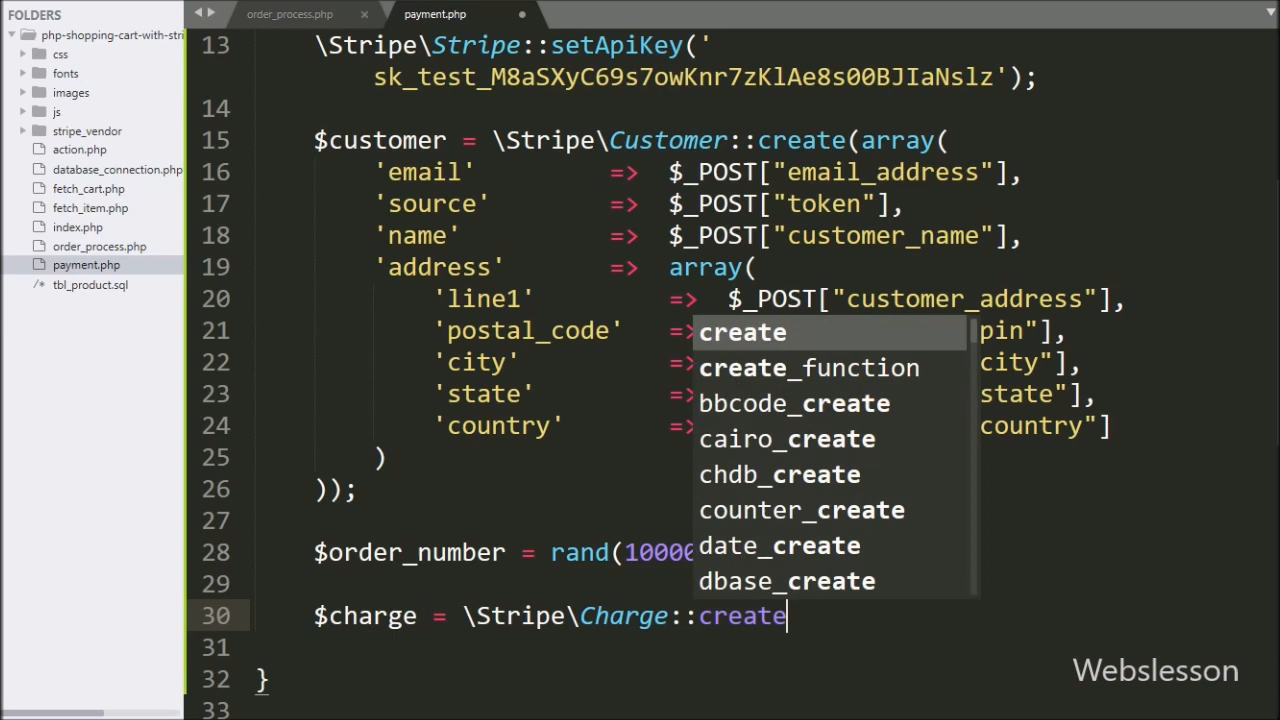 FOLDERS
php-shopping-cart-with-stri
css
fonts
images
js
stripe_vendor
action.php
database_connection.php
fetch_cart.php
fetch_item.php
index.php
order_process.php
payment.php
tbl_product.sql
order_process.php × payment.php
13 \Stripe\Stripe::setApiKey('
sk_test_M8aSXyC69s7owKnr7zKlAe8s00BJIaNslz');
14
15 $customer = \Stripe\Customer::create(array(
16 'email' => $_POST["email_address"],
17 'source' => $_POST["token"],
18 'name' => $_POST["customer_name"],
19 'address' => array(
20 'line1' => $_POST["customer_address"],
21 'postal_code' => pin"],
22 'city' => city"],
23 'state' => state"],
24 'country' => country"]
25 )
26 ));
27
28 $order_number = rand(10000
29
30 $charge = \Stripe\Charge::create
31
32 }
33
create
create_function
bbcode_create
cairo_create
chdb_create
counter_create
date_create
dbase_create
Webslesson